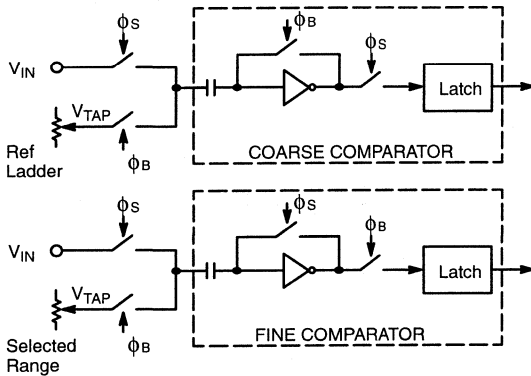 ϕS
ϕB
ϕS
VIN
VTAP
Latch
Ref
Ladder
ϕB
COARSE COMPARATOR
ϕS
ϕS
ϕB
VIN
VTAP
Latch
Selected
Range
ϕB
FINE COMPARATOR